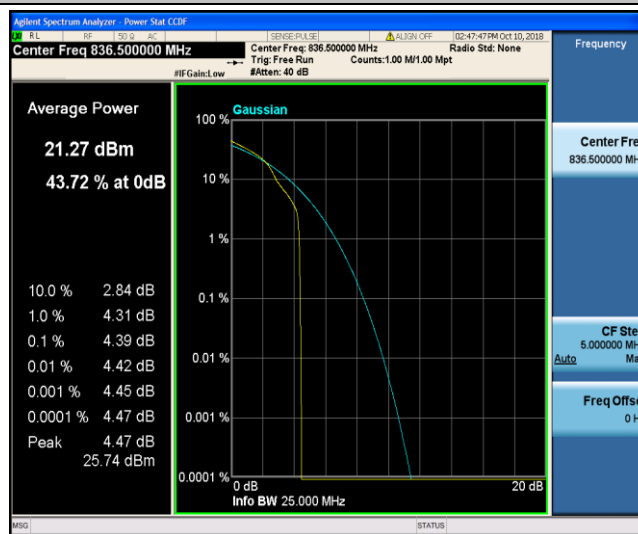 Agilent Spectrum Analyzer - Power Stat CCDF
RL RF 50 Ω AC SENSE:PULSE ALIGN OFF 02:47:47 PM Oct 10, 2018
Center Freq 836.500000 MHz
Center Freq: 836.500000 MHz Radio Std: None
Trig: Free Run Counts:1.00 M/1.00 Mpt
#IFGain:Low #Atten: 40 dB
Frequency
Average Power
21.27 dBm
43.72 % at 0dB
10.0 % 2.84 dB
1.0 % 4.31 dB
0.1 % 4.39 dB
0.01 % 4.42 dB
0.001 % 4.45 dB
0.0001 % 4.47 dB
Peak 4.47 dB
25.74 dBm
Gaussian
100 %
10 %
1 %
0.1 %
0.01 %
0.001 %
0.0001 %
0 dB 20 dB
Info BW 25.000 MHz
Center Fre
836.500000 MH
CF Ste
5.000000 MH
Auto Ma
Freq Offse
0 H
MSG STATUS